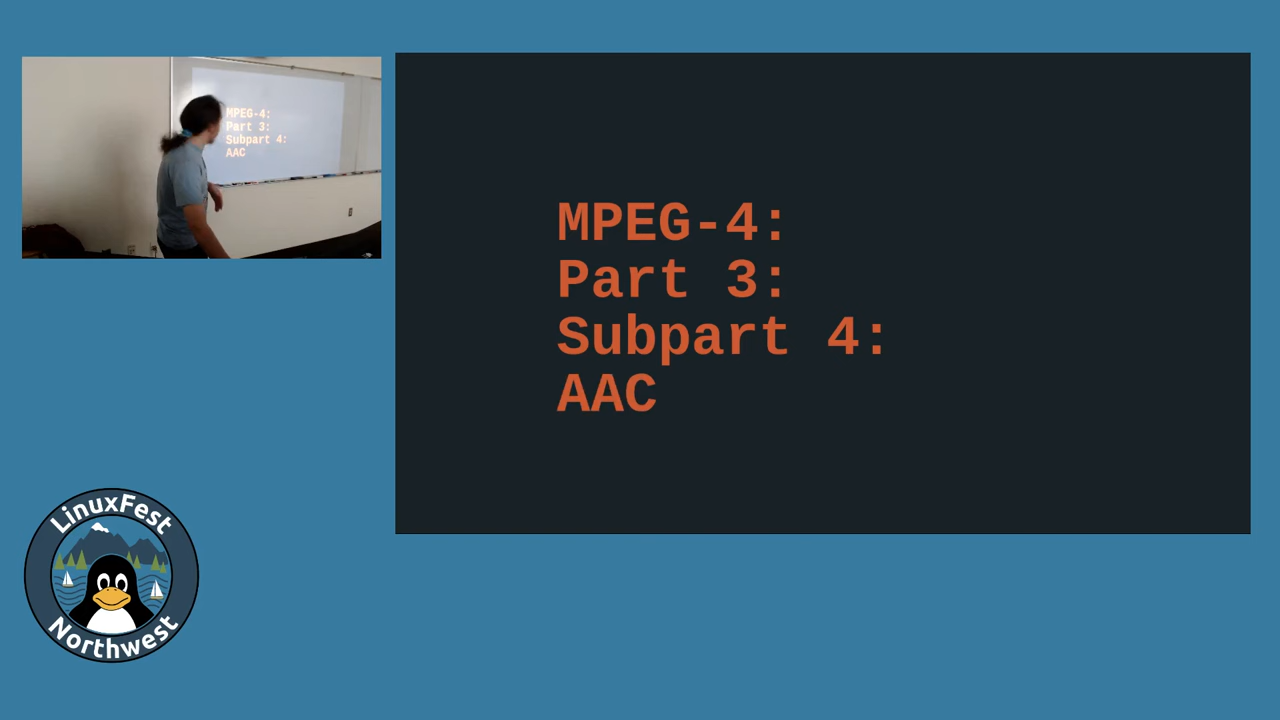 MPEG-4:
Part 3:
Subpart 4:
AAC
MPEG-4:
Part 3:
Subpart 4:
AAC
LinuxFest
Northwest